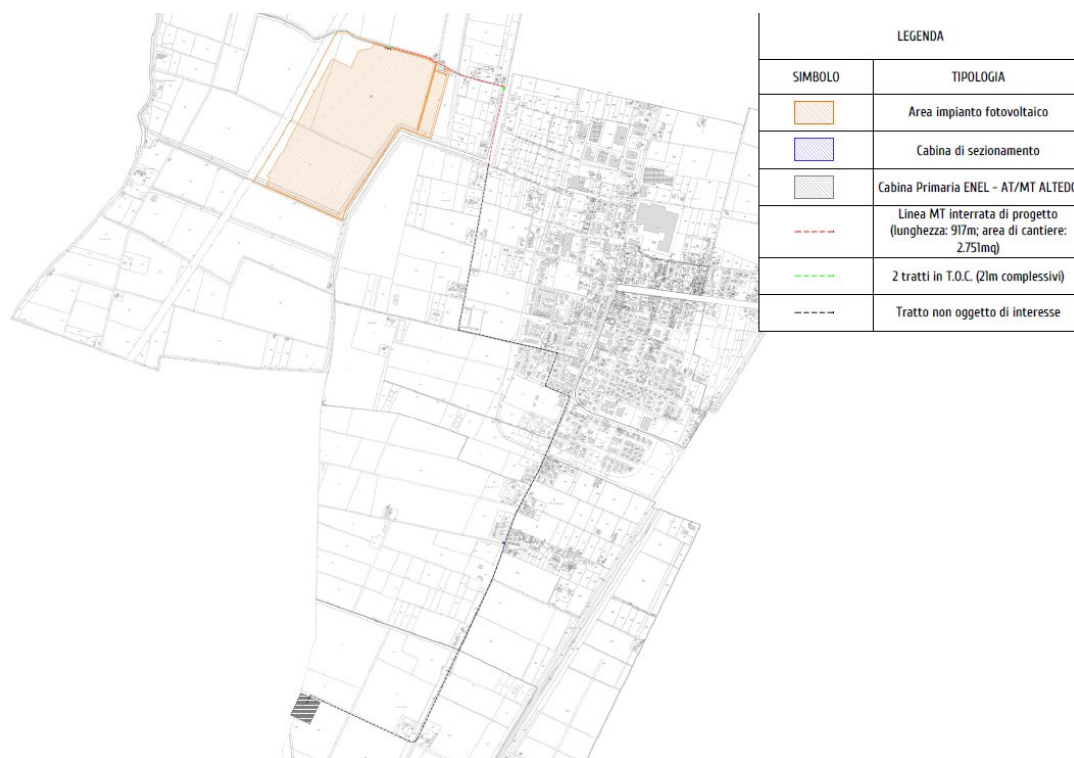 LEGENDA
SIMBOLO
TIPOLOGIA
Area impianto fotovoltaico
Cabina di sezionamento
Cabina Primaria ENEL - AT/MT ALTEDO
Linea MT interrata di progetto
(lunghezza: 917m; area di cantiere:
2.751mq)
2 tratti in T.O.C. (21m complessivi)
Tratto non oggetto di interesse